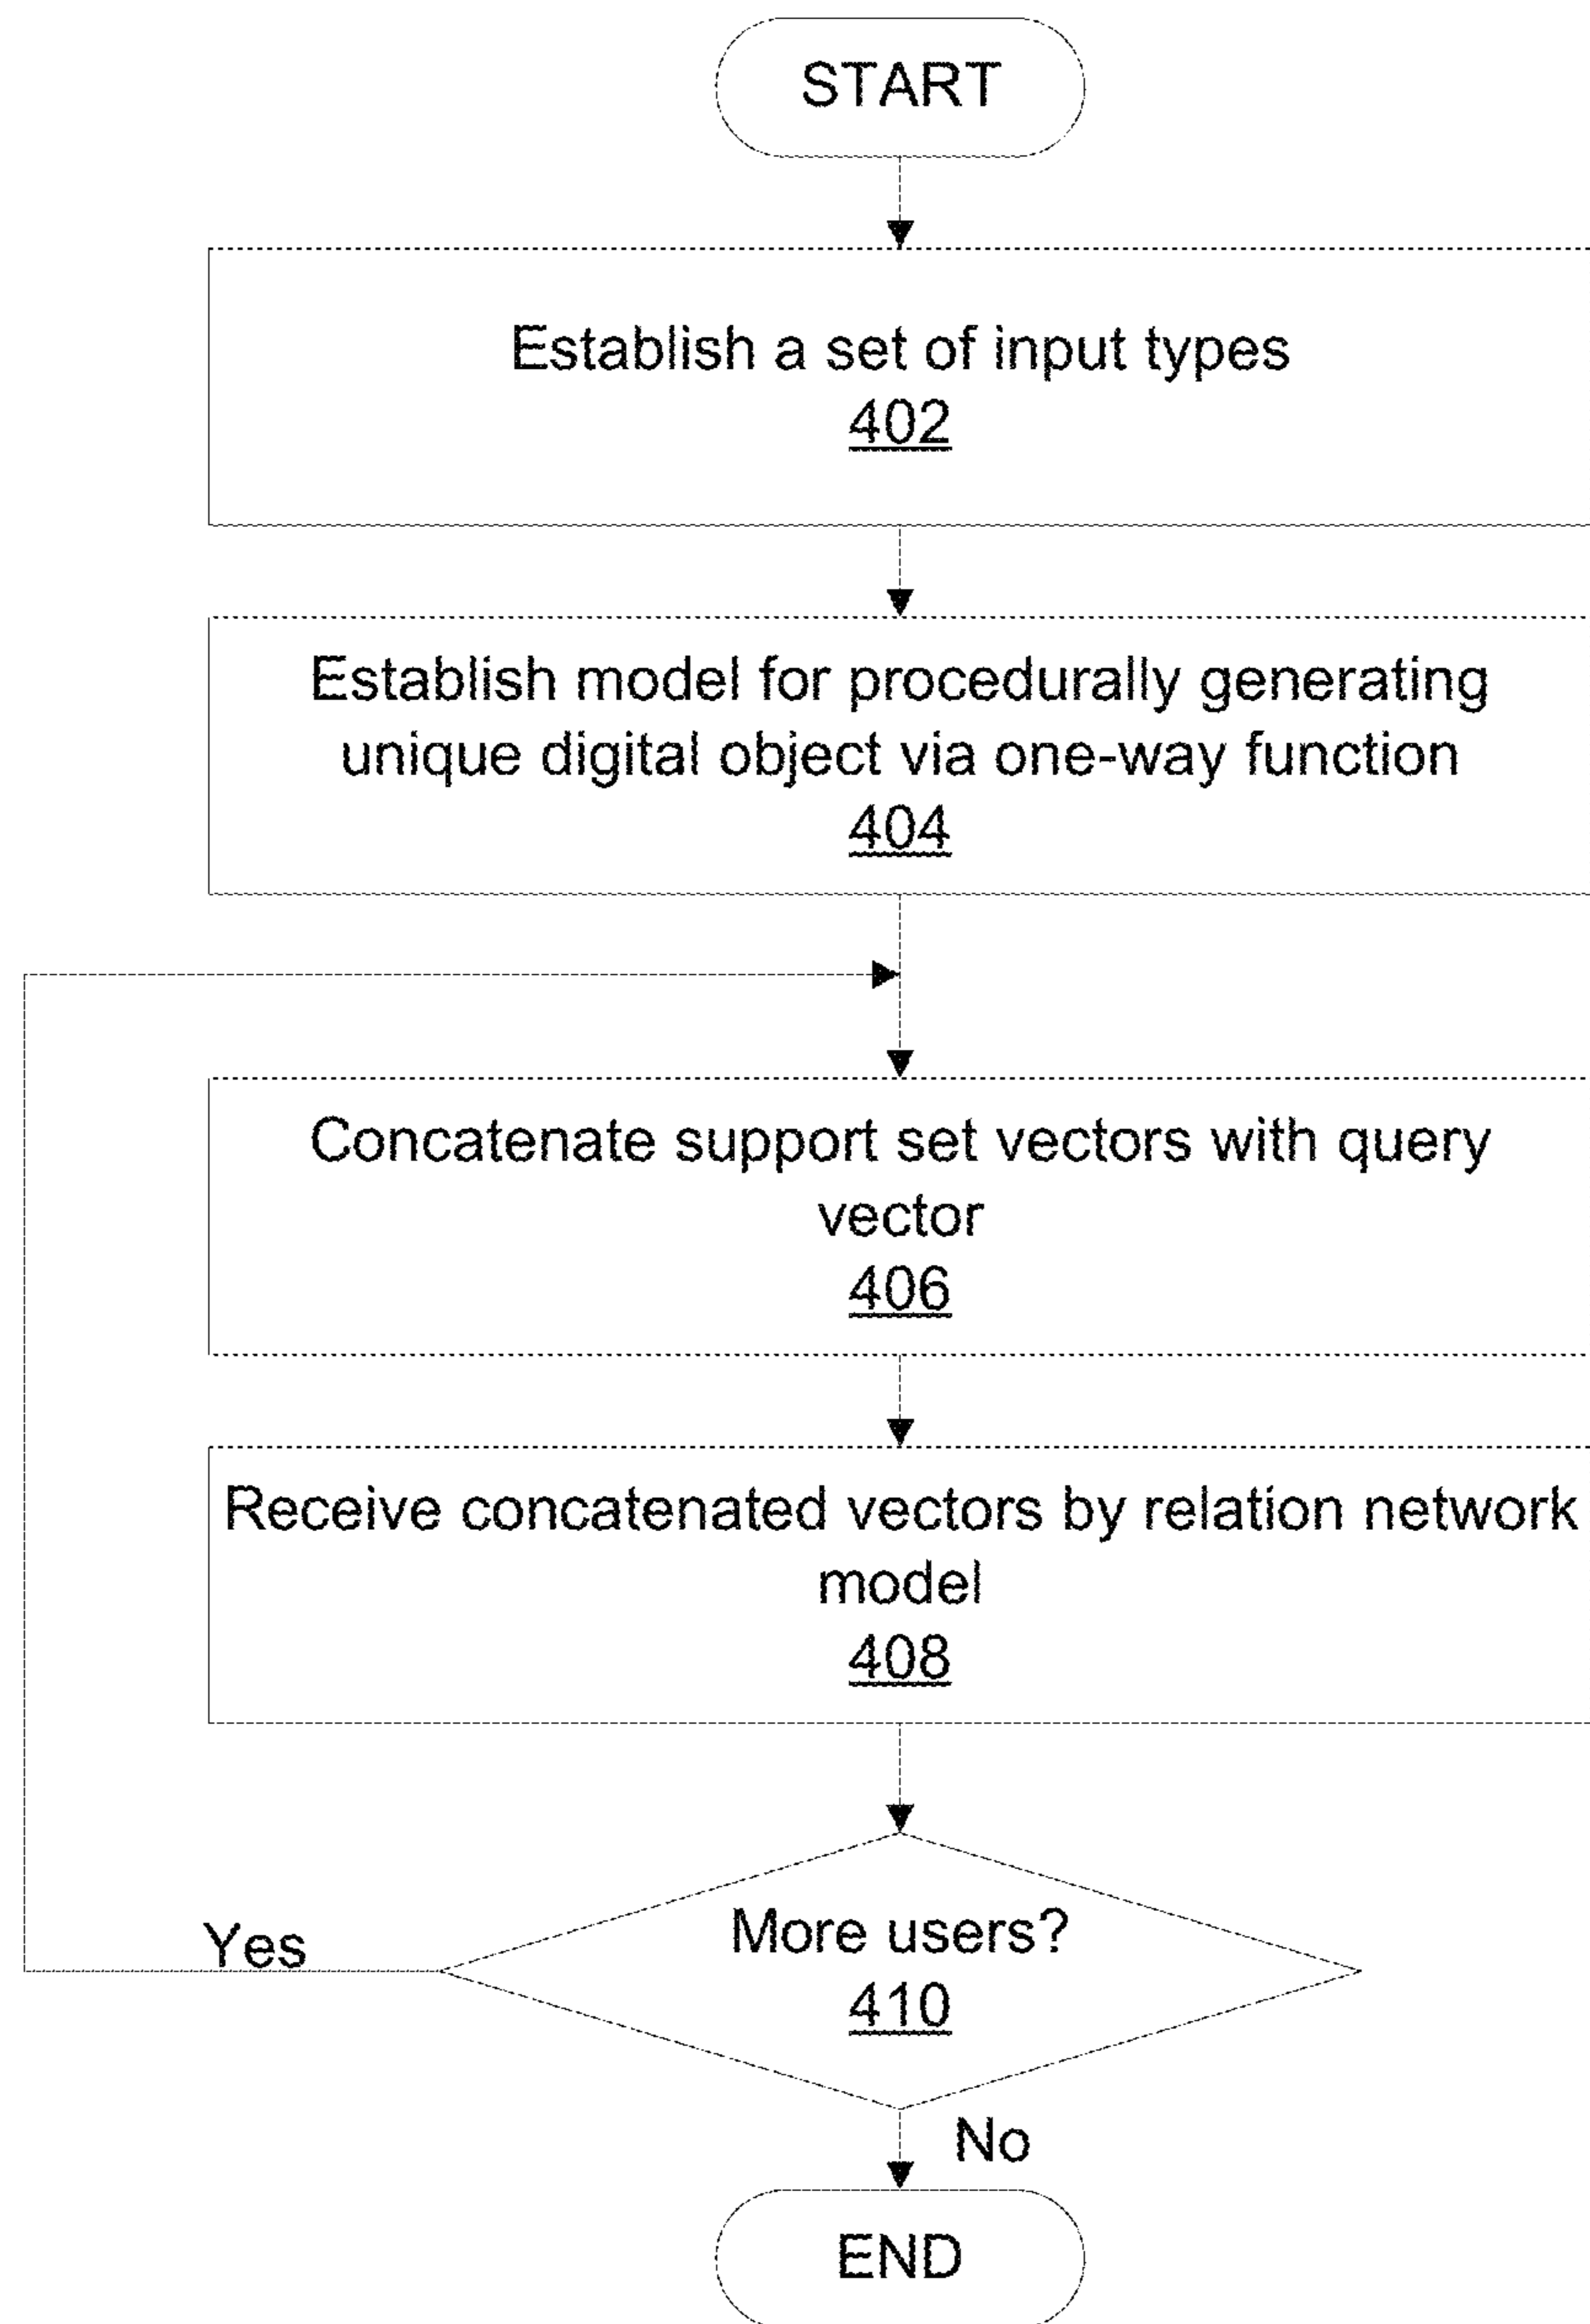 START
Establish a set of input types
402
Establish model for procedurally generating
unique digital object via one-way function
404
Concatenate support set vectors with query
vector
406
Receive concatenated vectors by relation network
model
408
More users?
410
Yes
No
END